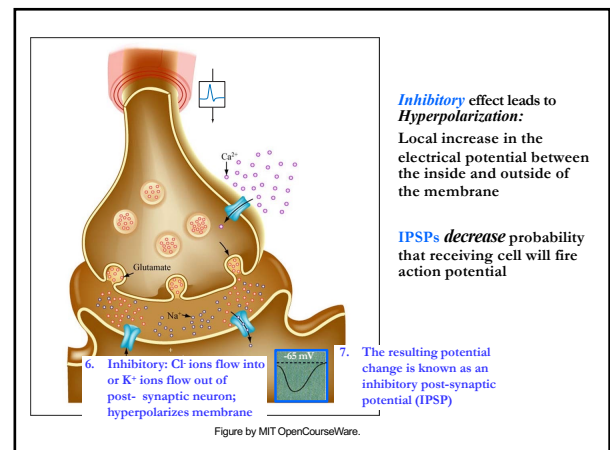 Ca²⁺
Glutamate
Na⁺
Inhibitory effect leads to
Hyperpolarization:
Local increase in the
electrical potential between
the inside and outside of
the membrane
IPSPs decrease probability
that receiving cell will fire
action potential
6. Inhibitory: Cl⁻ ions flow into
or K⁺ ions flow out of
post- synaptic neuron;
hyperpolarizes membrane
-65 mV
7. The resulting potential
change is known as an
inhibitory post-synaptic
potential (IPSP)
Figure by MIT OpenCourseWare.